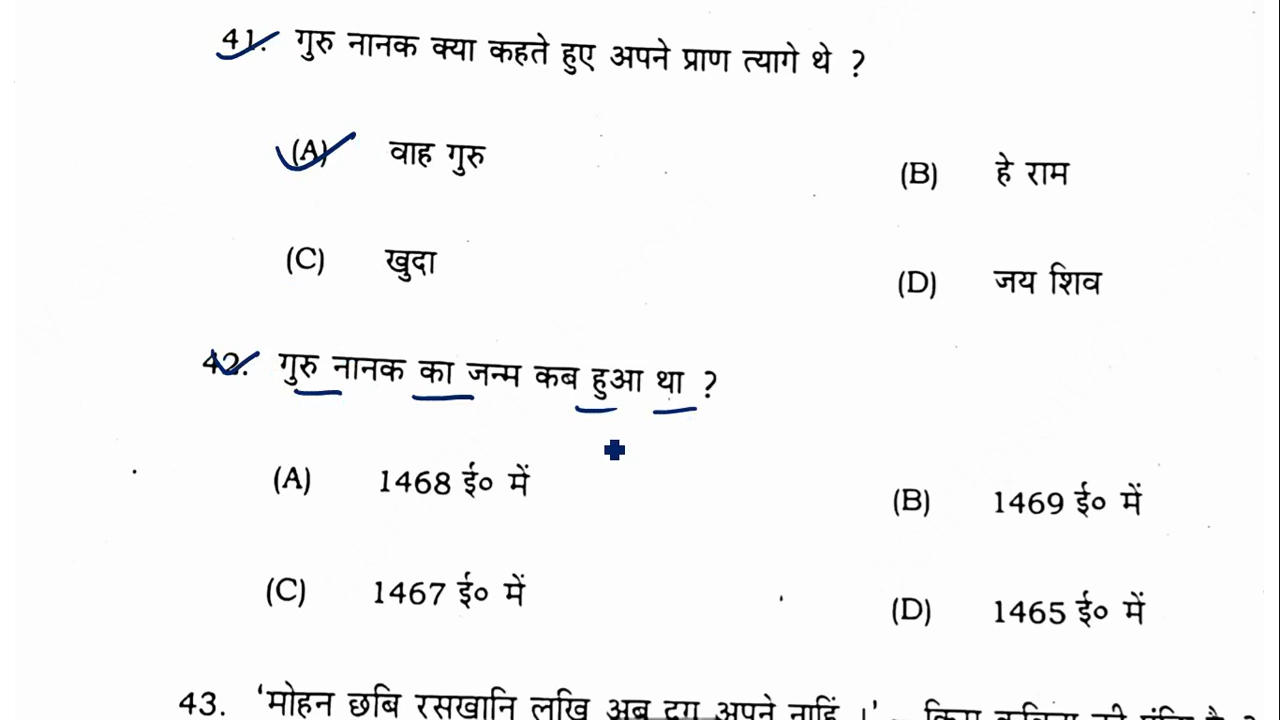 41. गुरु नानक क्या कहते हुए अपने प्राण त्यागे थे ?
(A) वाह गुरु
(B) हे राम
(C) खुदा
(D) जय शिव
42. गुरु नानक का जन्म कब हुआ था ?
(A) 1468 ई० में
(B) 1469 ई० में
(C) 1467 ई० में
(D) 1465 ई० में
43. 'मोहन छबि रसखानि लखि अब दृग अपने नाहिं ।'